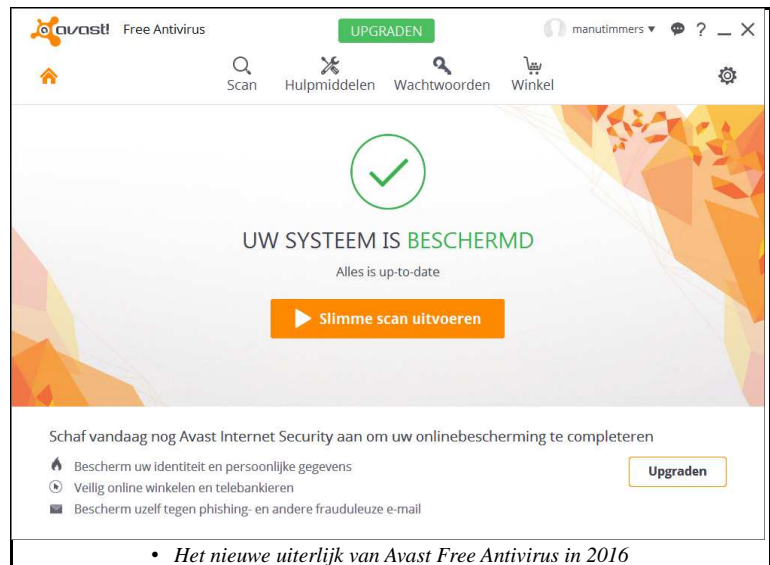 avast! Free Antivirus UPGRADEN manutimmers ? 
Scan Hulpmiddelen Wachtwoorden Winkel
UW SYSTEEM IS BESCHERMD
Alles is up-to-date
Slimme scan uitvoeren
Schaf vandaag nog Avast Internet Security aan om uw onlinebescherming te completeren
Bescherm uw identiteit en persoonlijke gegevens
Upgraden
Veilig online winkelen en telebankieren
Bescherm uzelf tegen phishing- en andere frauduleuze e-mail
• Het nieuwe uiterlijk van Avast Free Antivirus in 2016